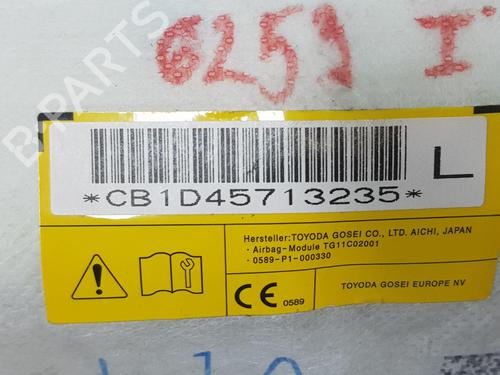 B-PARTS
6253 I
*CB1D45713235*
L
Hersteller:TOYODA GOSEI CO., LTD. AICHI, JAPAN
· Airbag-Module TG11C02001
· 0589-P1-000330
CE 0589
TOYODA GOSEI EUROPE NV